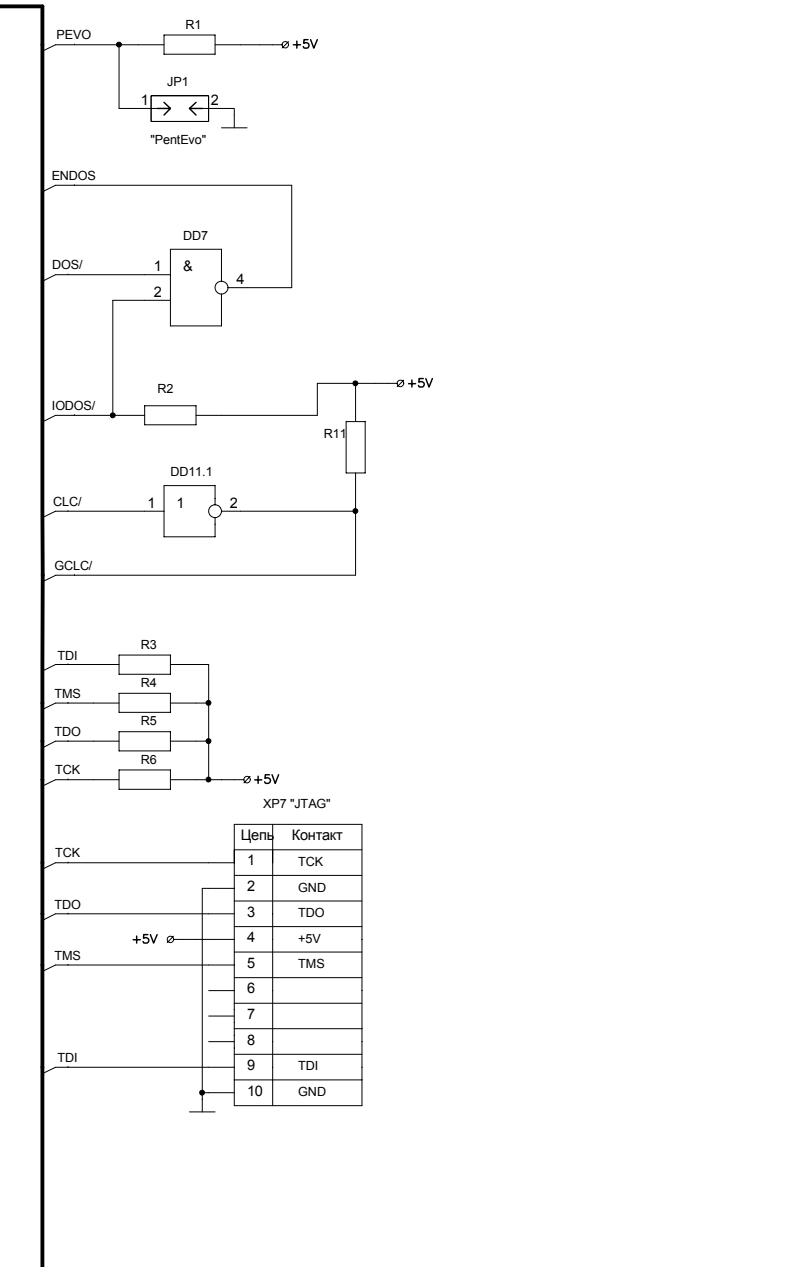 PEVO
R1
+5V
JP1
1 2
"PentEvo"
ENDOS
DD7
DOS/
1 & 4
2
+5V
R2
IODOS/
R11
DD11.1
CLC/
1 1 2
GCLC/
R3
TDI
R4
TMS
R5
TDO
R6
TCK
+5V
XP7 "JTAG"
Цепь Контакт
TCK 1 TCK
2 GND
TDO 3 TDO
+5V 4 +5V
TMS 5 TMS
6
7
8
TDI 9 TDI
10 GND